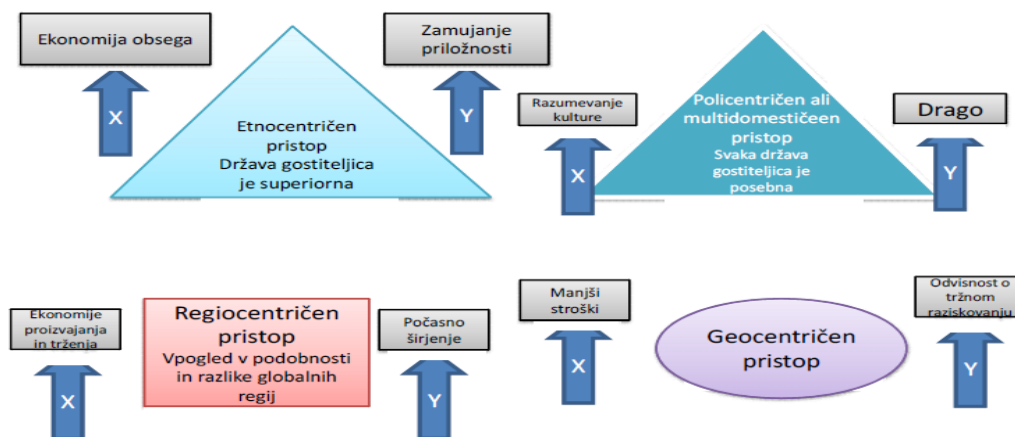 Ekonomija obsega
X
Etnocentričen
pristop
Država gostiteljica
je superiorna
Zamujanje
priložnosti
Y
Razumevanje
kulture
X
Policentričen ali
multidomestičeen
pristop
Svaka država
gostiteljica je
posebna
Drago
Y
Ekonomije
proizvajanja
in trženja
X
Regiocentričen
pristop
Vpogled v podobnosti
in razlike globalnih
regij
Počasno
širjenje
Y
Manjši
stroški
X
Geocentričen
pristop
Odvisnost o
tržnom
raziskovanju
Y